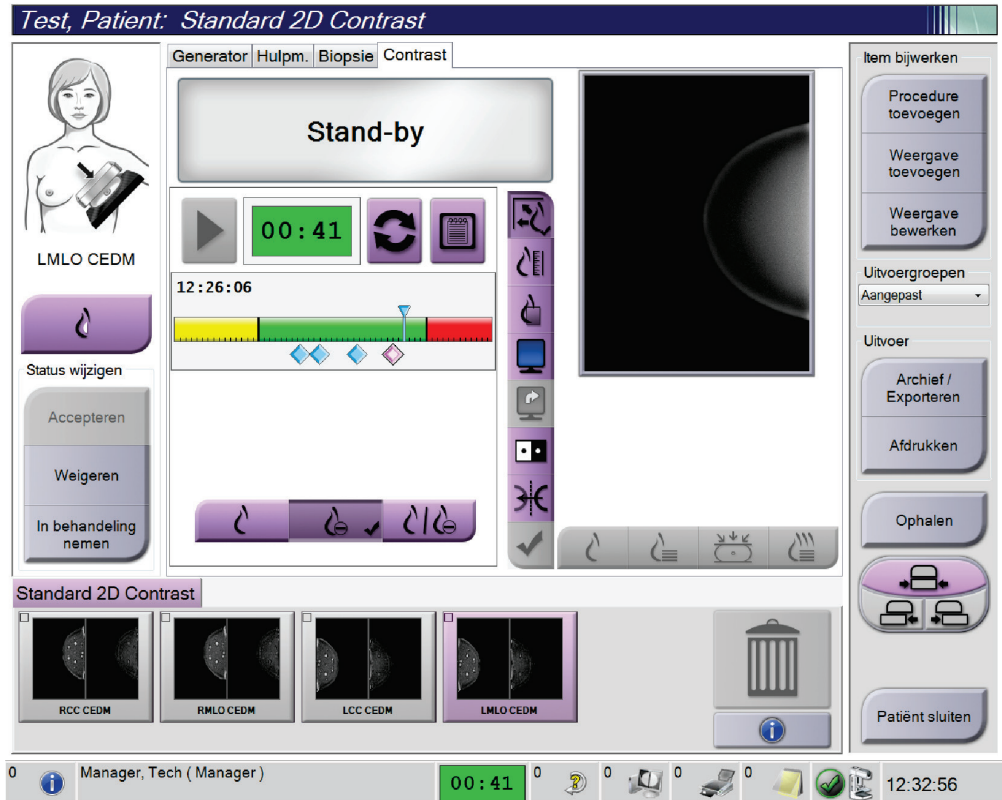 Test, Patient:  Standard 2D Contrast
Generator
Hulpm.
Biopsie
Contrast
LMLO CEDM
Status wijzigen
Accepteren
Weigeren
In behandeling
nemen
Stand-by
00:41
12:26:06
Item bijwerken
Procedure
toevoegen
Weergave
toevoegen
Weergave
bewerken
Uitvoergroepen
Aangepast
Uitvoer
Archief /
Exporteren
Afdrukken
Ophalen
Patiënt sluiten
Standard 2D Contrast
RCC CEDM
RMLO CEDM
LCC CEDM
LMLO CEDM
0
Manager, Tech ( Manager )
00:41
0
0
0
0
12:32:56